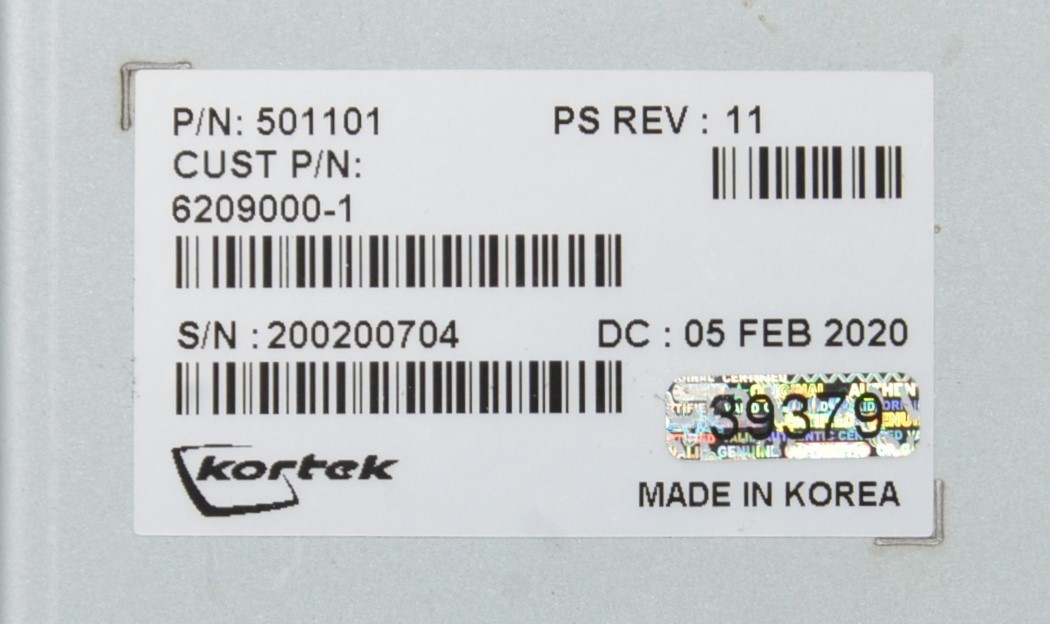 P/N: 501101
PS REV : 11
CUST P/N:
6209000-1
S/N : 200200704
DC : 05 FEB 2020
39379
kortek
MADE IN KOREA